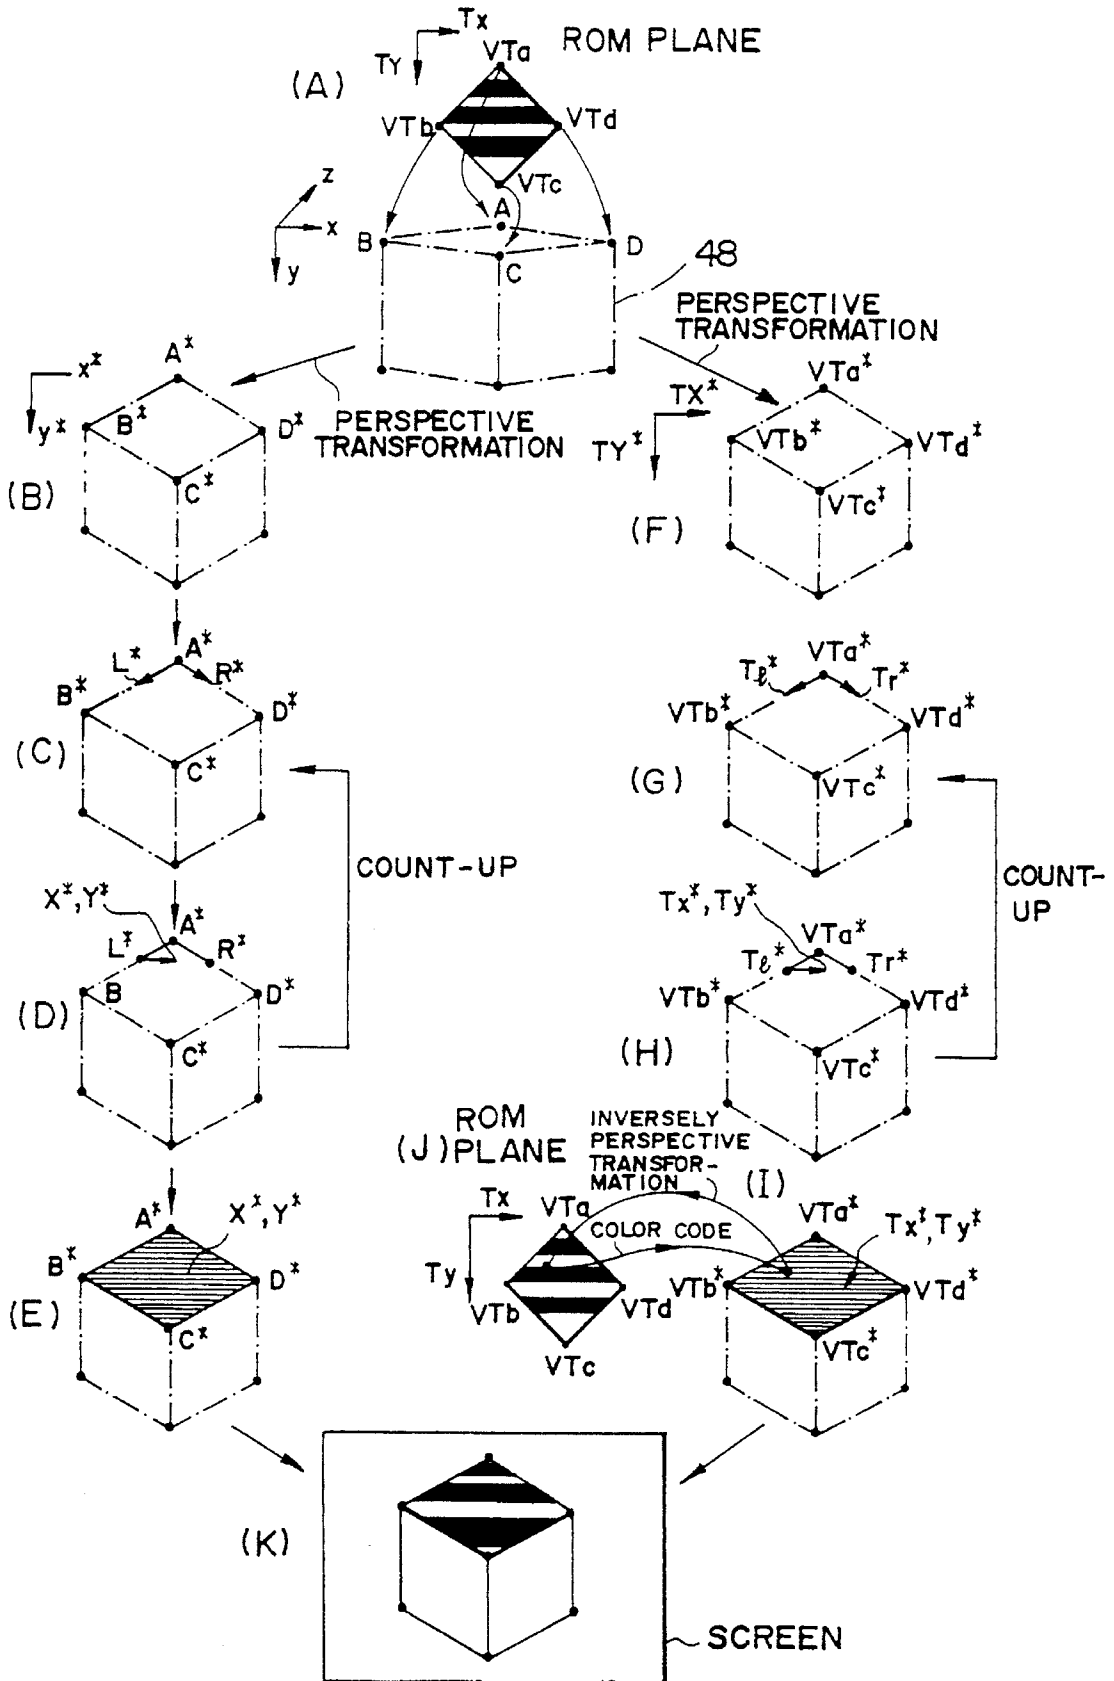 Tx
ROM PLANE
TY
VTa
(A)
VTb
VTd
VTc
z
x
y
A
B
D
C
48
PERSPECTIVE
TRANSFORMATION
x*
y*
A*
B*
D*
C*
(B)
PERSPECTIVE
TRANSFORMATION
TX*
TY*
VTa*
VTb*
VTd*
VTc*
(F)
A*
L*
R*
B*
D*
C*
(C)
VTa*
Tℓ*
Tr*
VTb*
VTd*
VTc*
(G)
COUNT-UP
COUNT-
UP
X*, Y*
A*
L*
R*
B
D*
C*
(D)
Tx*, Ty*
VTa*
Tℓ*
Tr*
VTb*
VTd*
VTc*
(H)
ROM
(J) PLANE
INVERSELY
PERSPECTIVE
TRANSFOR-
MATION
(I)
Tx
Ty
VTa
COLOR CODE
VTb
VTd
VTc
A*
X*, Y*
B*
D*
C*
(E)
VTa*
Tx*, Ty*
VTb*
VTd*
VTc*
(K)
SCREEN